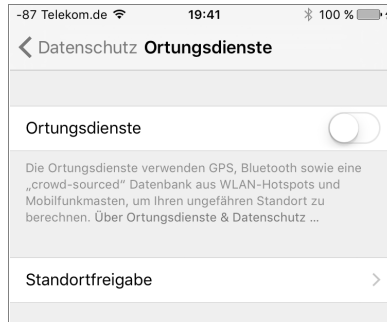 -87 Telekom.de 19:41 100 %
Datenschutz Ortungsdienste
Ortungsdienste
Die Ortungsdienste verwenden GPS, Bluetooth sowie eine
„crowd-sourced“ Datenbank aus WLAN-Hotspots und
Mobilfunkmasten, um Ihren ungefähren Standort zu
berechnen. Über Ortungsdienste & Datenschutz ...
Standortfreigabe